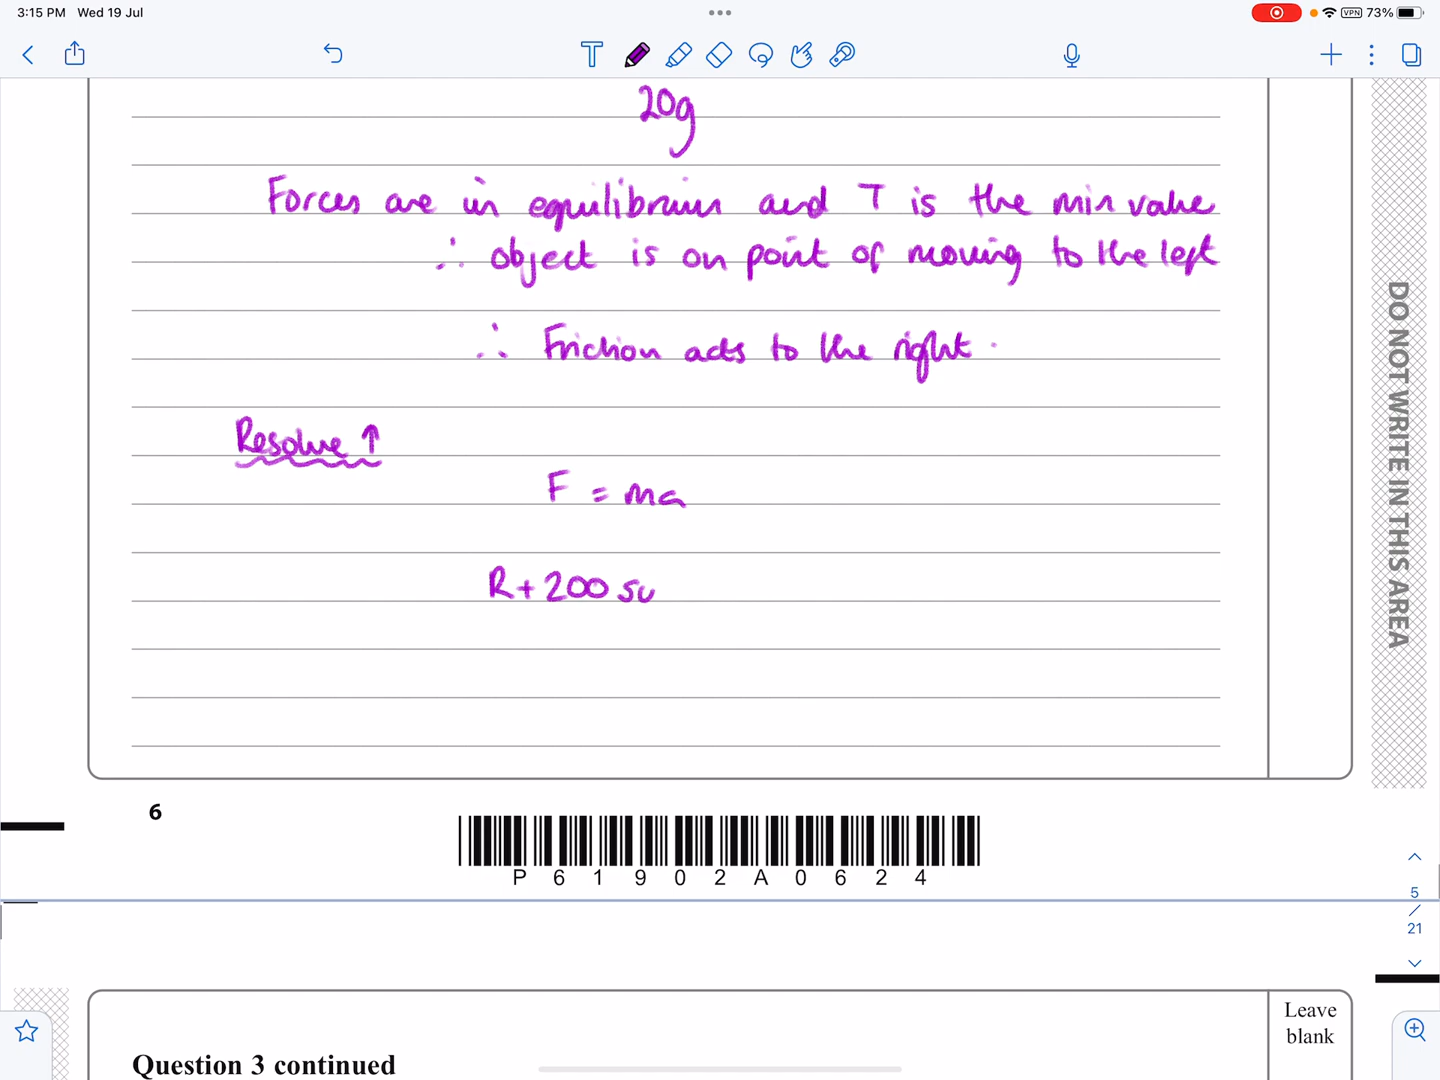 3:15 PM Wed 19 Jul
VPN 73%
T
20g
Forces are in equilibrium and T is the min value
∴ object is on point of moving to the left
∴ Friction acts to the right.
Resolve ↑
F = ma
R + 200 si
DO NOT WRITE IN THIS AREA
6
P 6 1 9 0 2 A 0 6 2 4
5
/
21
Leave
blank
Question 3 continued